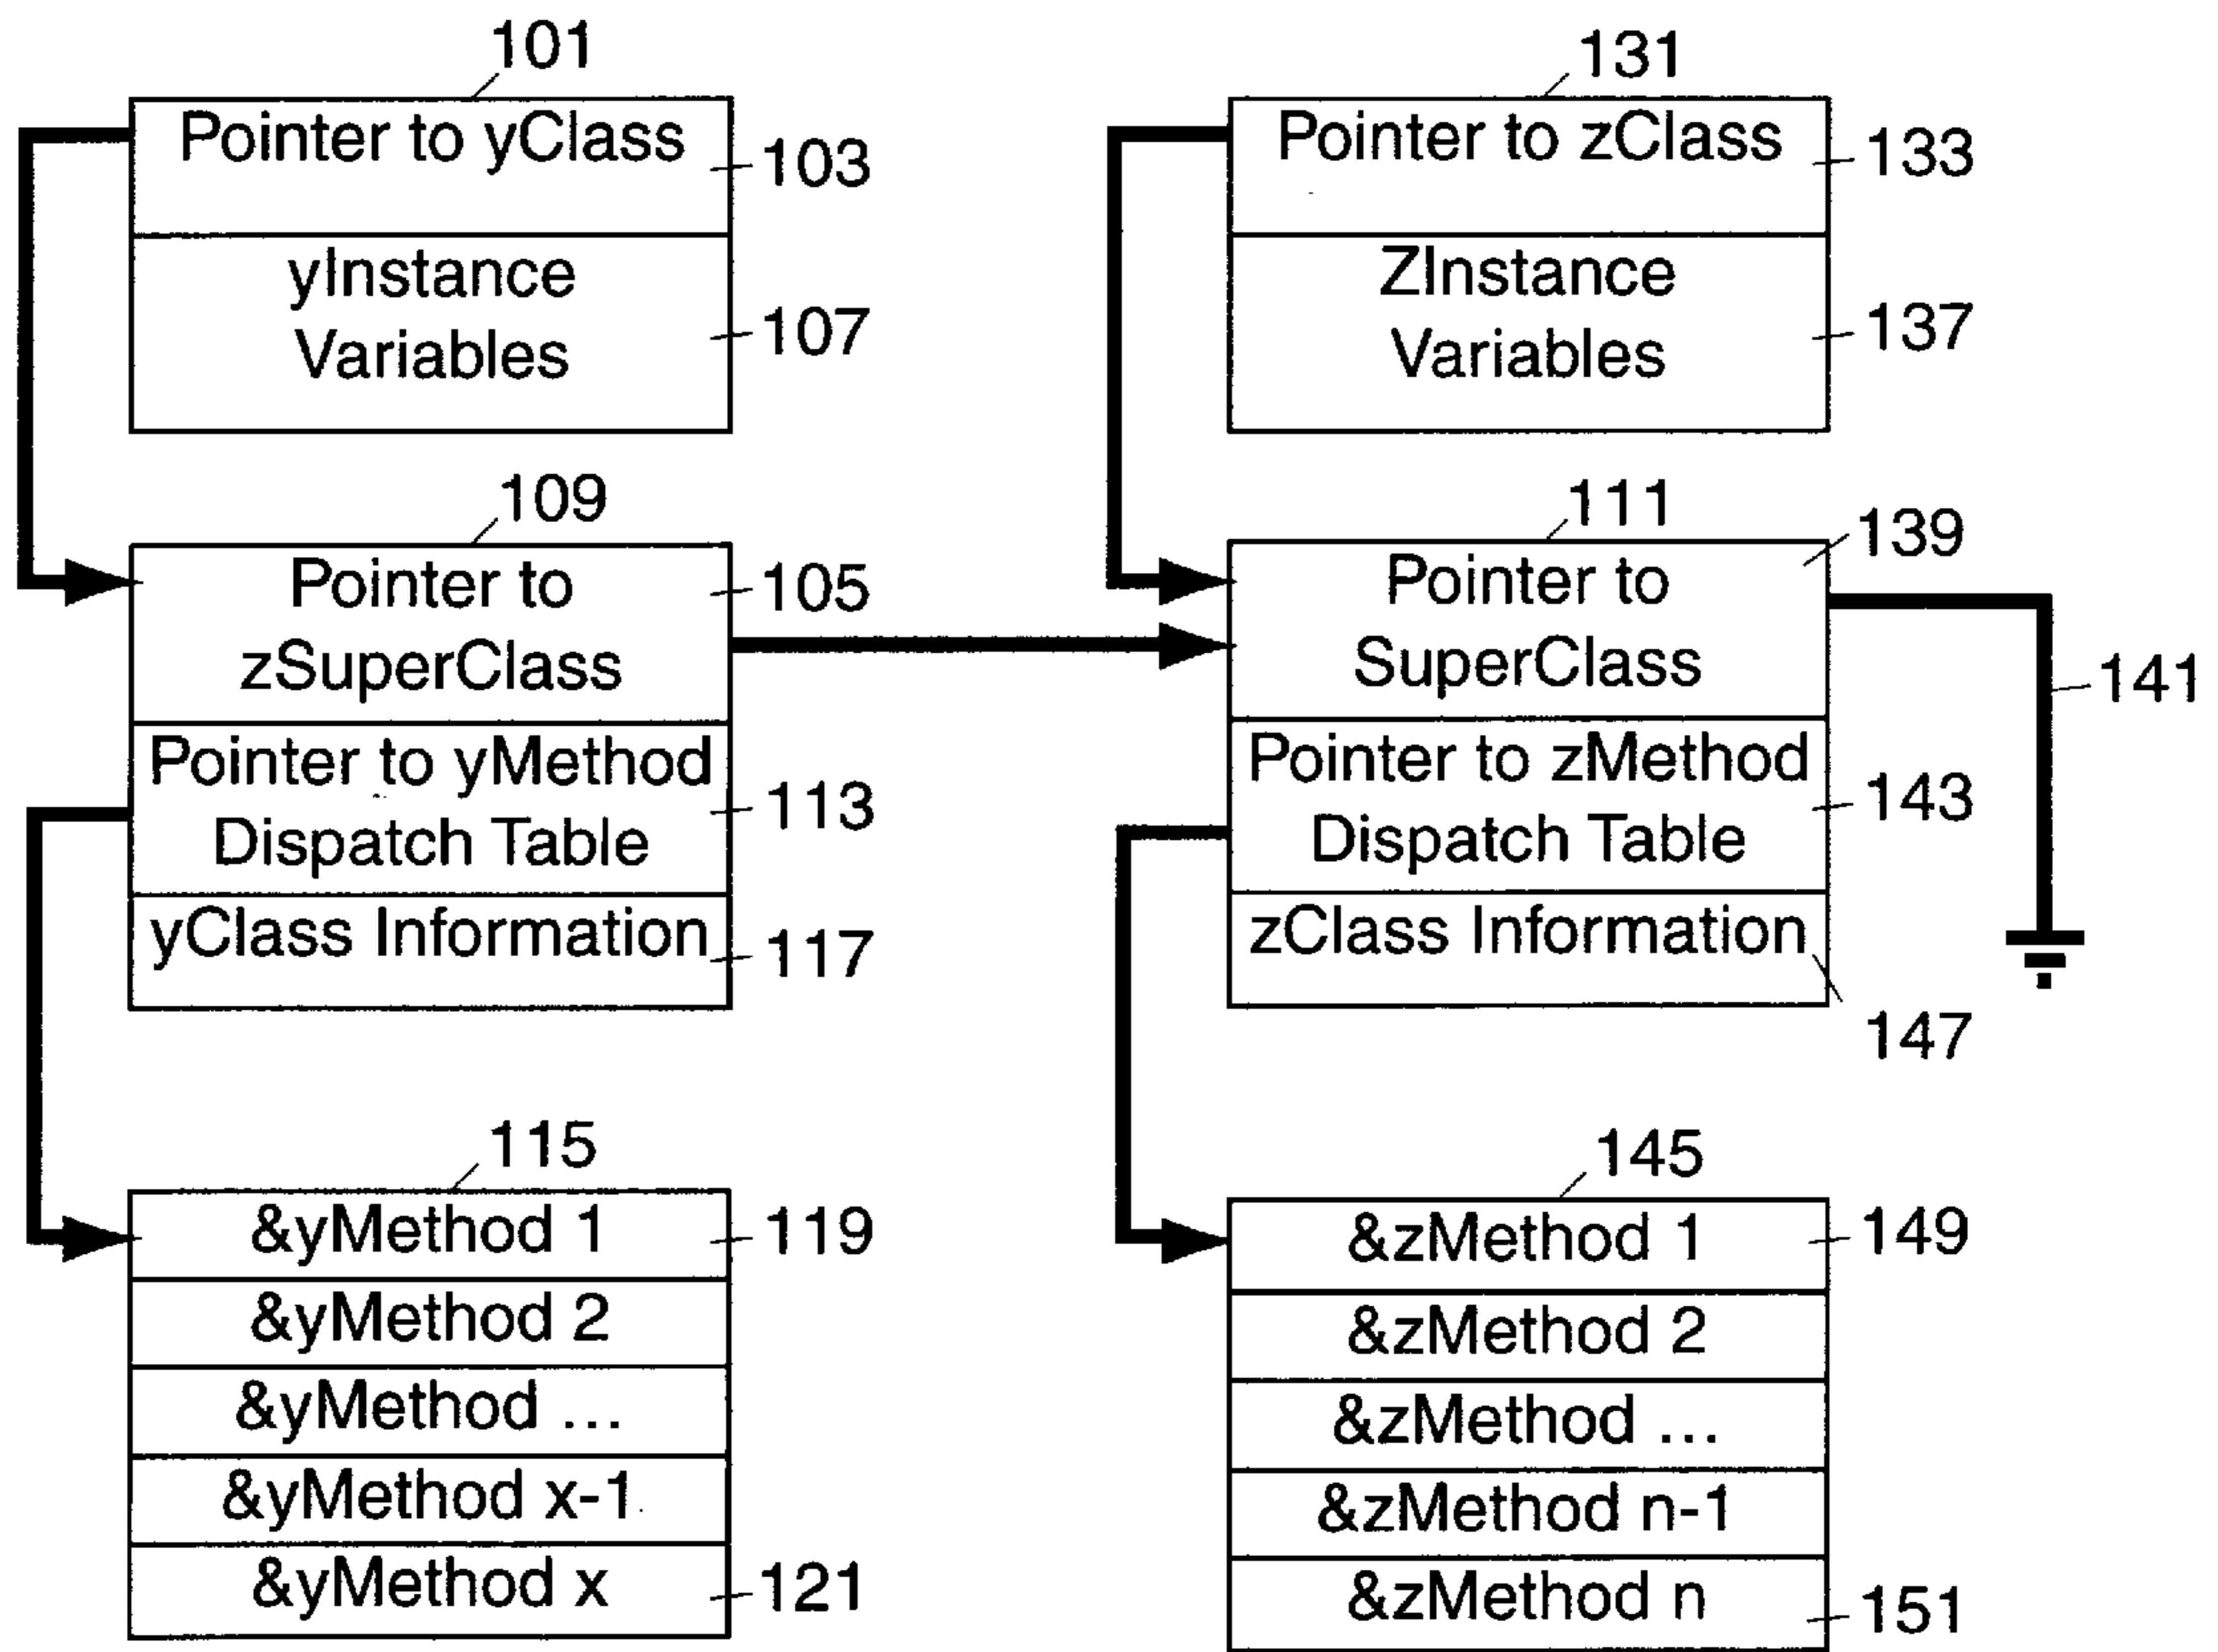 101
Pointer to yClass
103
yInstance
Variables
107
109
Pointer to
zSuperClass
105
Pointer to yMethod
Dispatch Table
113
yClass Information
117
115
&yMethod 1
119
&yMethod 2
&yMethod ...
&yMethod x-1
&yMethod x
121
131
Pointer to zClass
133
ZInstance
Variables
137
111
139
Pointer to
SuperClass
141
Pointer to zMethod
Dispatch Table
143
zClass Information
147
145
&zMethod 1
149
&zMethod 2
&zMethod ...
&zMethod n-1
&zMethod n
151